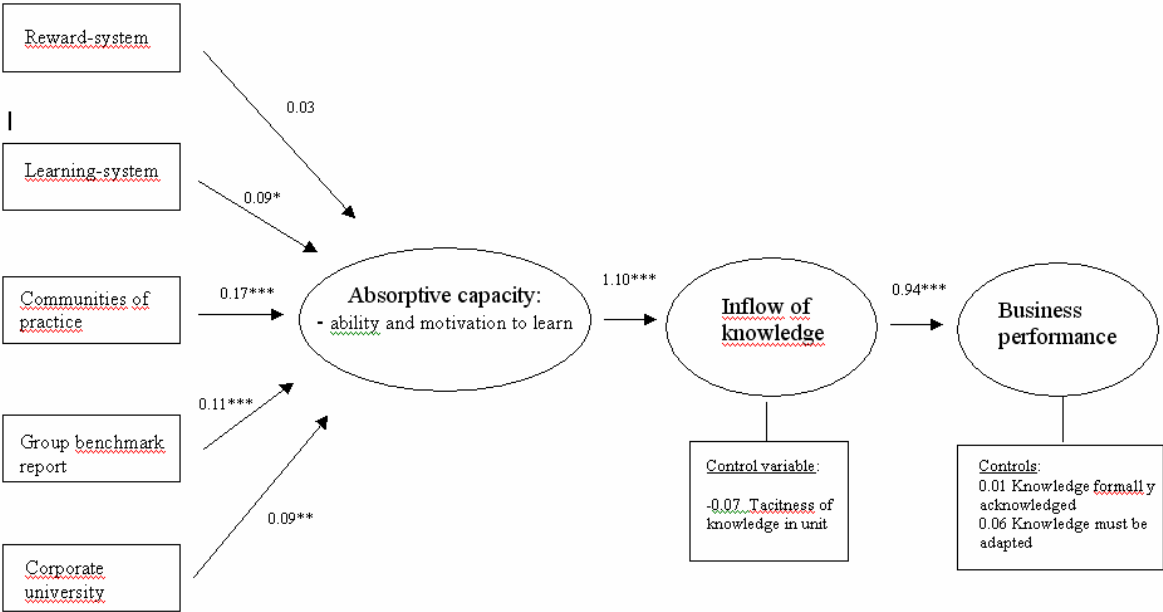 Reward-system
0.03
Learning-system
0.09*
Communities of
practice
0.17***
Group benchmark
report
0.11***
Corporate
university
0.09**
Absorptive capacity:
- ability and motivation to learn
1.10***
Inflow of
knowledge
0.94***
Business
performance
Control variable:
-0.07 Tacitness of
knowledge in unit
Controls:
0.01 Knowledge formally
acknowledged
0.06 Knowledge must be
adapted